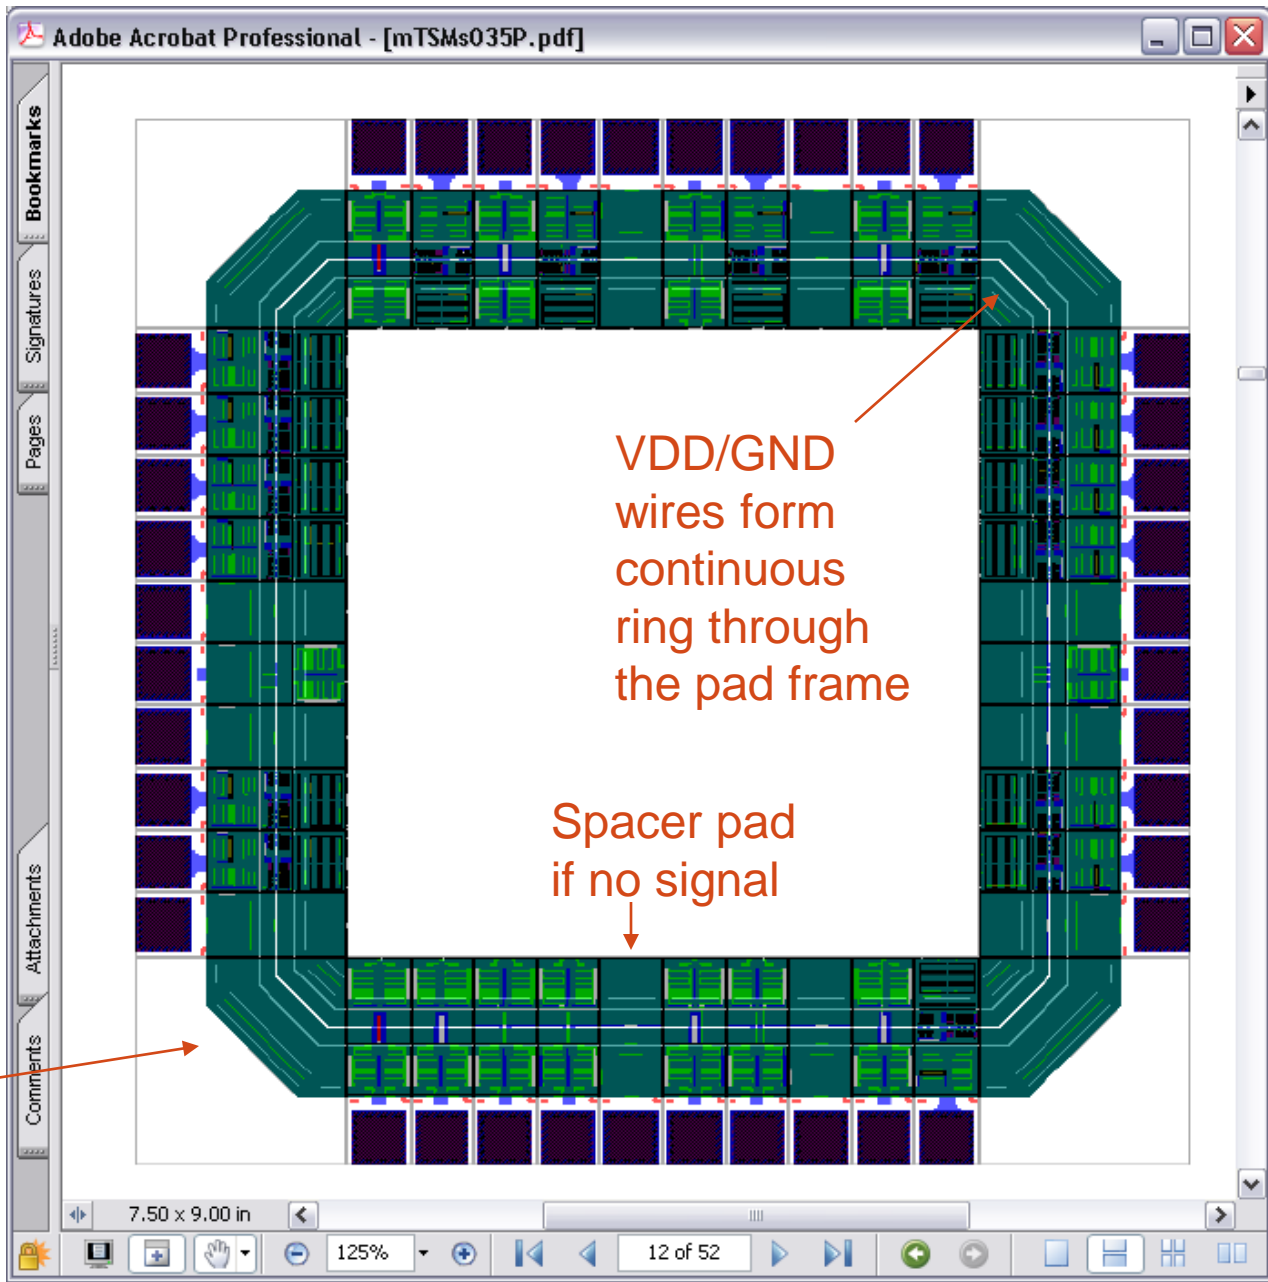 Adobe Acrobat Professional - [mTSMs035P.pdf]
Bookmarks
Signatures
Pages
Attachments
Comments
VDD/GND
wires form
continuous
ring through
the pad frame
Spacer pad
if no signal
7.50 x 9.00 in
125%
12 of 52